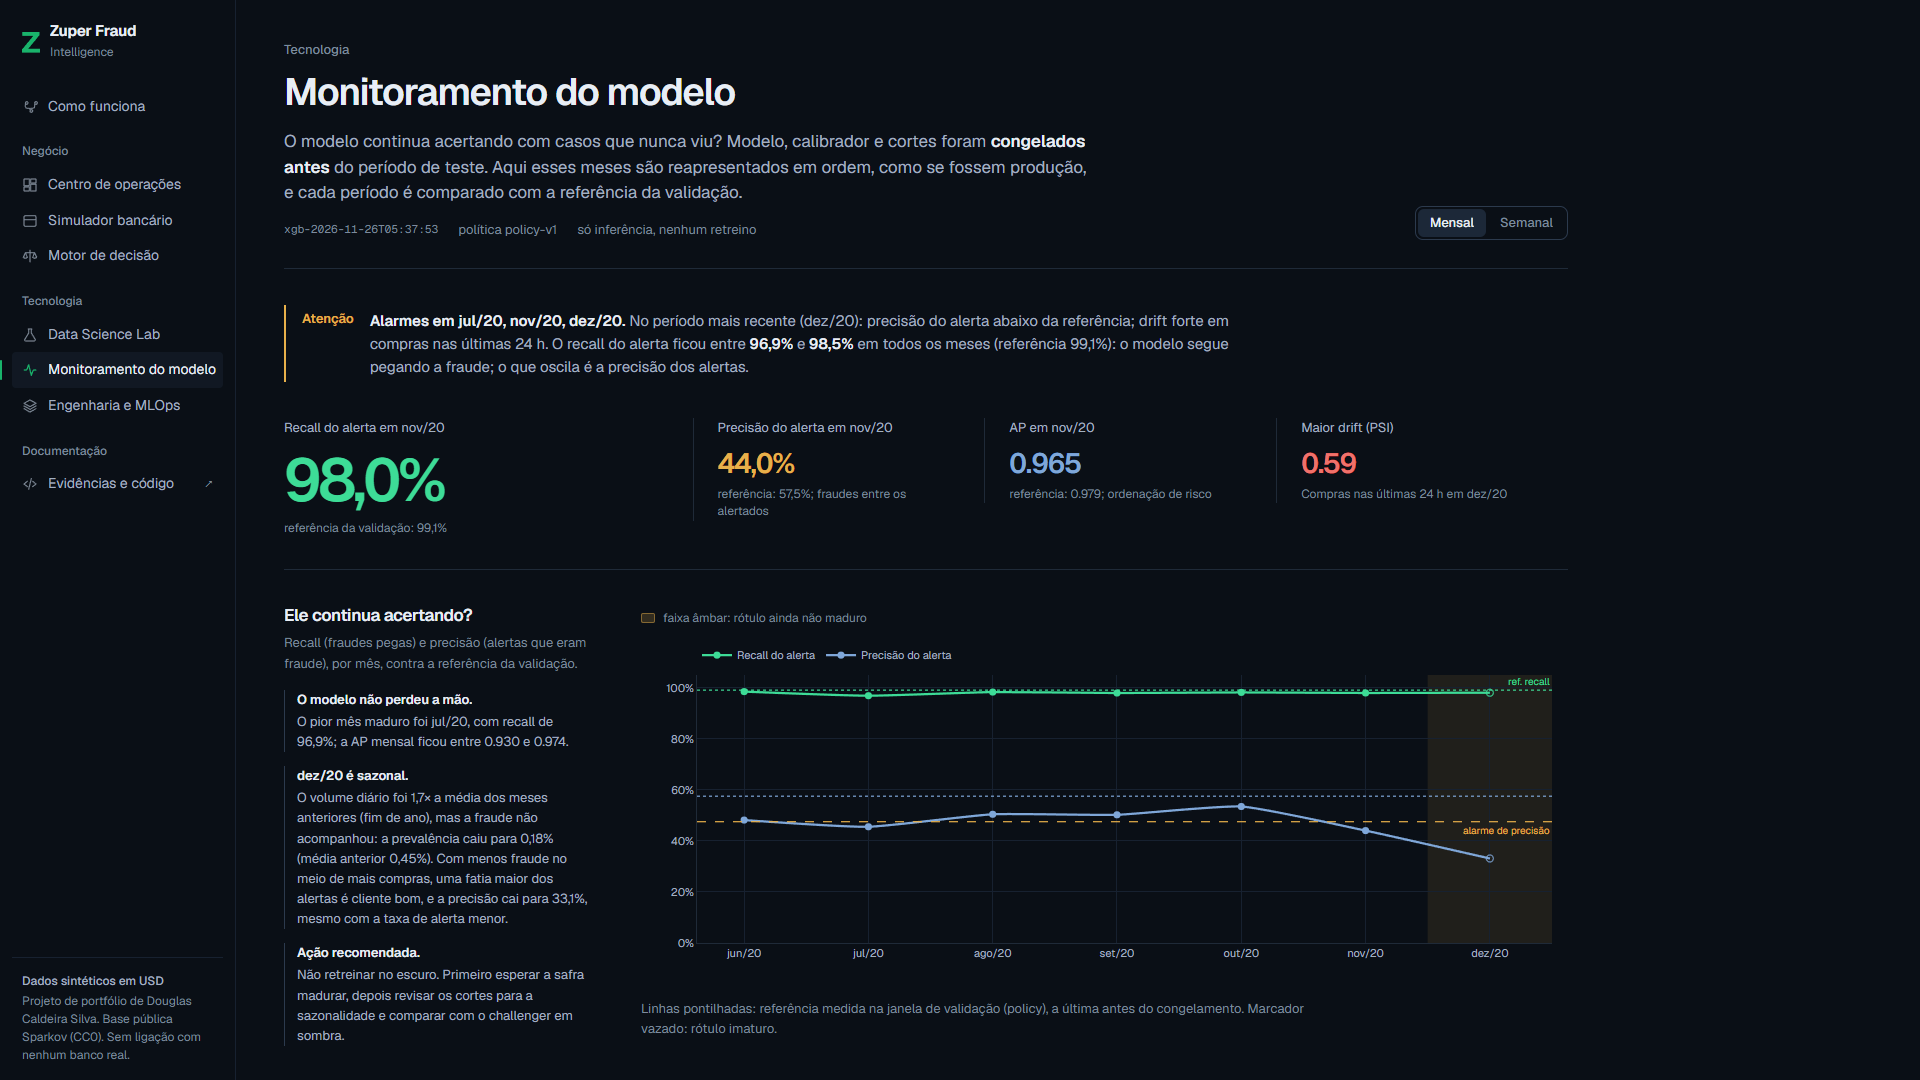 Zuper Fraud
Intelligence
Como funciona
Negócio
Centro de operações
Simulador bancário
Motor de decisão
Tecnologia
Data Science Lab
Monitoramento do modelo
Engenharia e MLOps
Documentação
Evidências e código ↗
Dados sintéticos em USD
Projeto de portfólio de Douglas
Caldeira Silva. Base pública
Sparkov (CC0). Sem ligação com
nenhum banco real.
Tecnologia
Monitoramento do modelo
O modelo continua acertando com casos que nunca viu? Modelo, calibrador e cortes foram congelados
antes do período de teste. Aqui esses meses são reapresentados em ordem, como se fossem produção,
e cada período é comparado com a referência da validação.
xgb-2026-11-26T05:37:53 política policy-v1 só inferência, nenhum retreino
Mensal Semanal
Atenção
Alarmes em jul/20, nov/20, dez/20. No período mais recente (dez/20): precisão do alerta abaixo da referência; drift forte em
compras nas últimas 24 h. O recall do alerta ficou entre 96,9% e 98,5% em todos os meses (referência 99,1%): o modelo segue
pegando a fraude; o que oscila é a precisão dos alertas.
Recall do alerta em nov/20
98,0%
referência da validação: 99,1%
Precisão do alerta em nov/20
44,0%
referência: 57,5%; fraudes entre os
alertados
AP em nov/20
0.965
referência: 0.979; ordenação de risco
Maior drift (PSI)
0.59
Compras nas últimas 24 h em dez/20
Ele continua acertando?
Recall (fraudes pegas) e precisão (alertas que eram
fraude), por mês, contra a referência da validação.
O modelo não perdeu a mão.
O pior mês maduro foi jul/20, com recall de
96,9%; a AP mensal ficou entre 0.930 e 0.974.
dez/20 é sazonal.
O volume diário foi 1,7× a média dos meses
anteriores (fim de ano), mas a fraude não
acompanhou: a prevalência caiu para 0,18%
(média anterior 0,45%). Com menos fraude no
meio de mais compras, uma fatia maior dos
alertas é cliente bom, e a precisão cai para 33,1%,
mesmo com a taxa de alerta menor.
Ação recomendada.
Não retreinar no escuro. Primeiro esperar a safra
madurar, depois revisar os cortes para a
sazonalidade e comparar com o challenger em
sombra.
faixa âmbar: rótulo ainda não maduro
Recall do alerta Precisão do alerta
ref. recall
100%
80%
60%
alarme de precisão
40%
20%
0%
jun/20 jul/20 ago/20 set/20 out/20 nov/20 dez/20
Linhas pontilhadas: referência medida na janela de validação (policy), a última antes do congelamento. Marcador
vazado: rótulo imaturo.